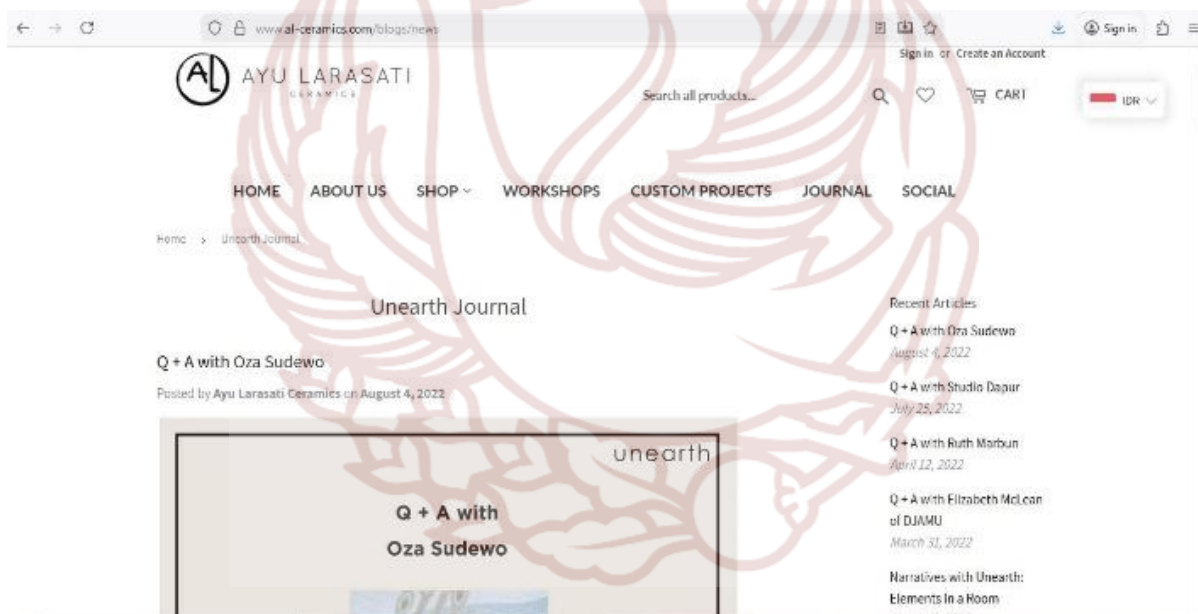 www.al-ceramics.com/blogs/news
Sign in
Sign in or Create an Account
AL
AYU LARASATI
CERAMICS
Search all products...
CART
IDR
HOME ABOUT US SHOP WORKSHOPS CUSTOM PROJECTS JOURNAL SOCIAL
Home > Unearth Journal
Unearth Journal
Q + A with Oza Sudewo
Posted by Ayu Larasati Ceramics on August 4, 2022
unearth
Q + A with
Oza Sudewo
Recent Articles
Q + A with Oza Sudewo
August 4, 2022
Q + A with Studio Dapur
July 25, 2022
Q + A with Ruth Marbun
April 12, 2022
Q + A with Elizabeth McLean
of DJAMU
March 31, 2022
Narratives with Unearth:
Elements in a Room